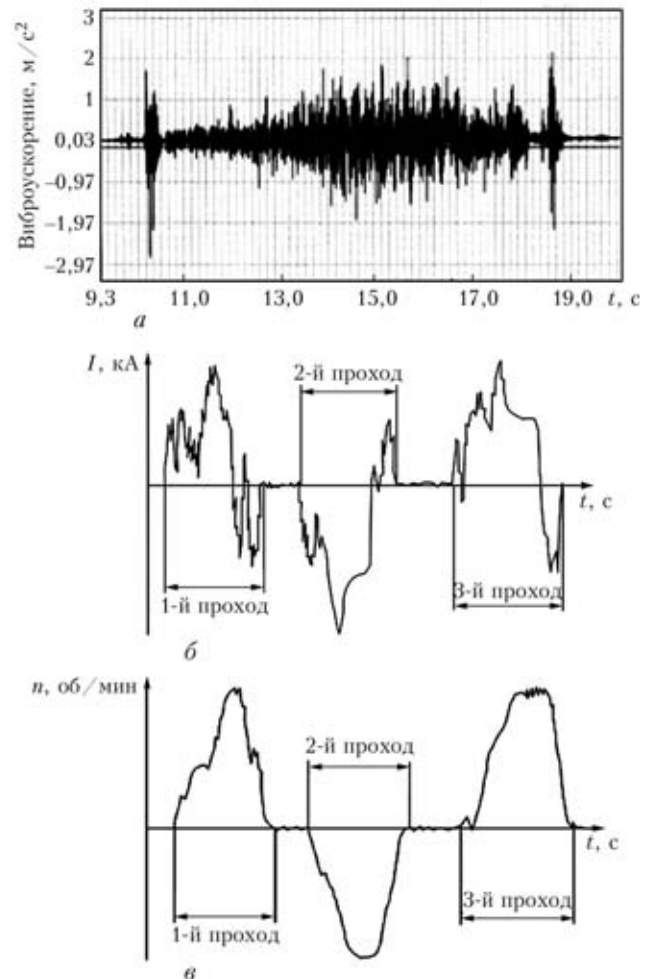 Виброускорение, м/с²
3
2
1
0,03
−0,97
−1,97
−2,97
9,3 11,0 13,0 15,0 17,0 19,0 t, с
а
I, кА
2-й проход
t, с
1-й проход
3-й проход
б
n, об/мин
2-й проход
t, с
1-й проход
3-й проход
в